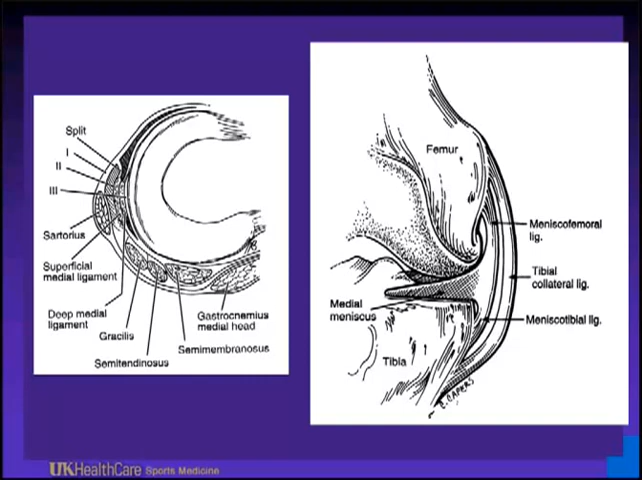 Split
I
II
III
Sartorius
Superficial
medial ligament
Deep medial
ligament
Gracilis
Semitendinosus
Semimembranosus
Gastrocnemius
medial head
Femur
Meniscofemoral
lig.
Tibial
collateral lig.
Medial
meniscus
Meniscotibial lig.
Tibia
C. CAPERS
UKHealthCare Sports Medicine